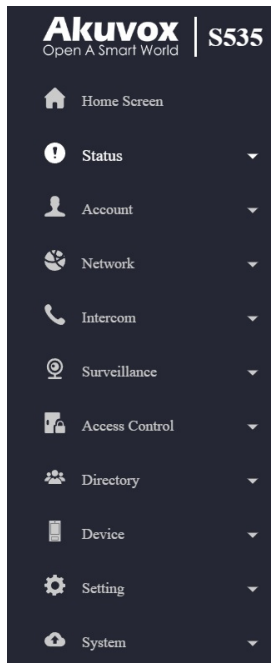 Akuvox
Open A Smart World
S535
Home Screen
Status
Account
Network
Intercom
Surveillance
Access Control
Directory
Device
Setting
System